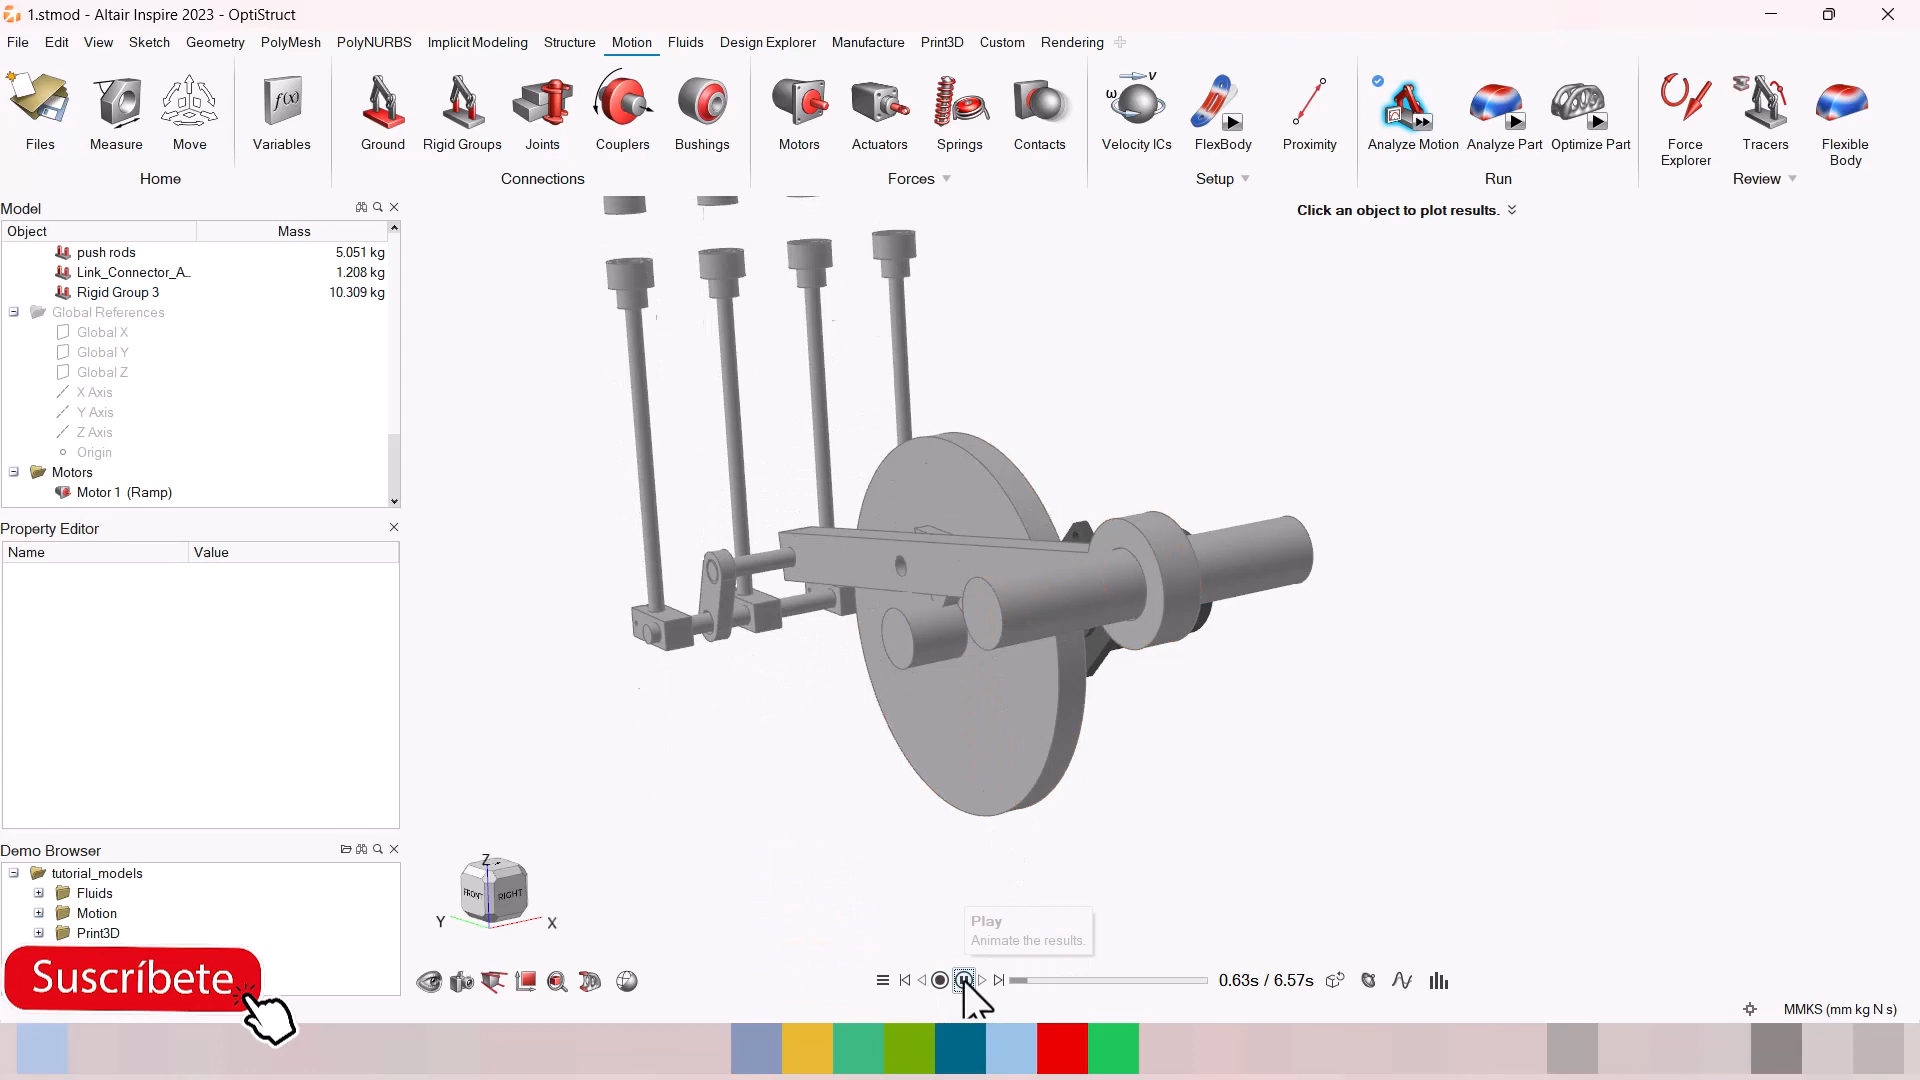 1.stmod - Altair Inspire 2023 - OptiStruct
File Edit View Sketch Geometry PolyMesh PolyNURBS Implicit Modeling Structure Motion Fluids Design Explorer Manufacture Print3D Custom Rendering
f(x) ω v
Files Measure Move Variables Ground Rigid Groups Joints Couplers Bushings Motors Actuators Springs Contacts Velocity ICs FlexBody Proximity Analyze Motion Analyze Part Optimize Part Force Explorer Tracers Flexible Body
Home Connections Forces Setup Run Review
Model
Click an object to plot results.
Object Mass
push rods 5.051 kg
Link_Connector_A... 1.208 kg
Rigid Group 3 10.309 kg
Global References
Global X
Global Y
Global Z
X Axis
Y Axis
Z Axis
Origin
Motors
Motor 1 (Ramp)
Property Editor
Name Value
Demo Browser
tutorial_models
Fluids
Motion
Print3D
Suscríbete
Z
FRONT RIGHT
Y X
Play
Animate the results.
0.63s / 6.57s
MMKS (mm kg N s)